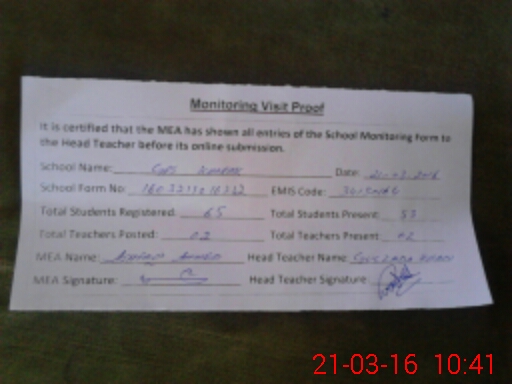 Monitoring Visit Proof
It is certified that the MEA has shown all entries of the School Monitoring Form to
the Head Teacher before its online submission.
School Name: Date:
School Form No: EMIS Code:
Total Students Registered: 65 Total Students Present: 53
Total Teachers Posted: 02 Total Teachers Present: 02
MEA Name: Head Teacher Name:
MEA Signature: Head Teacher Signature:
21-03-16 10:41